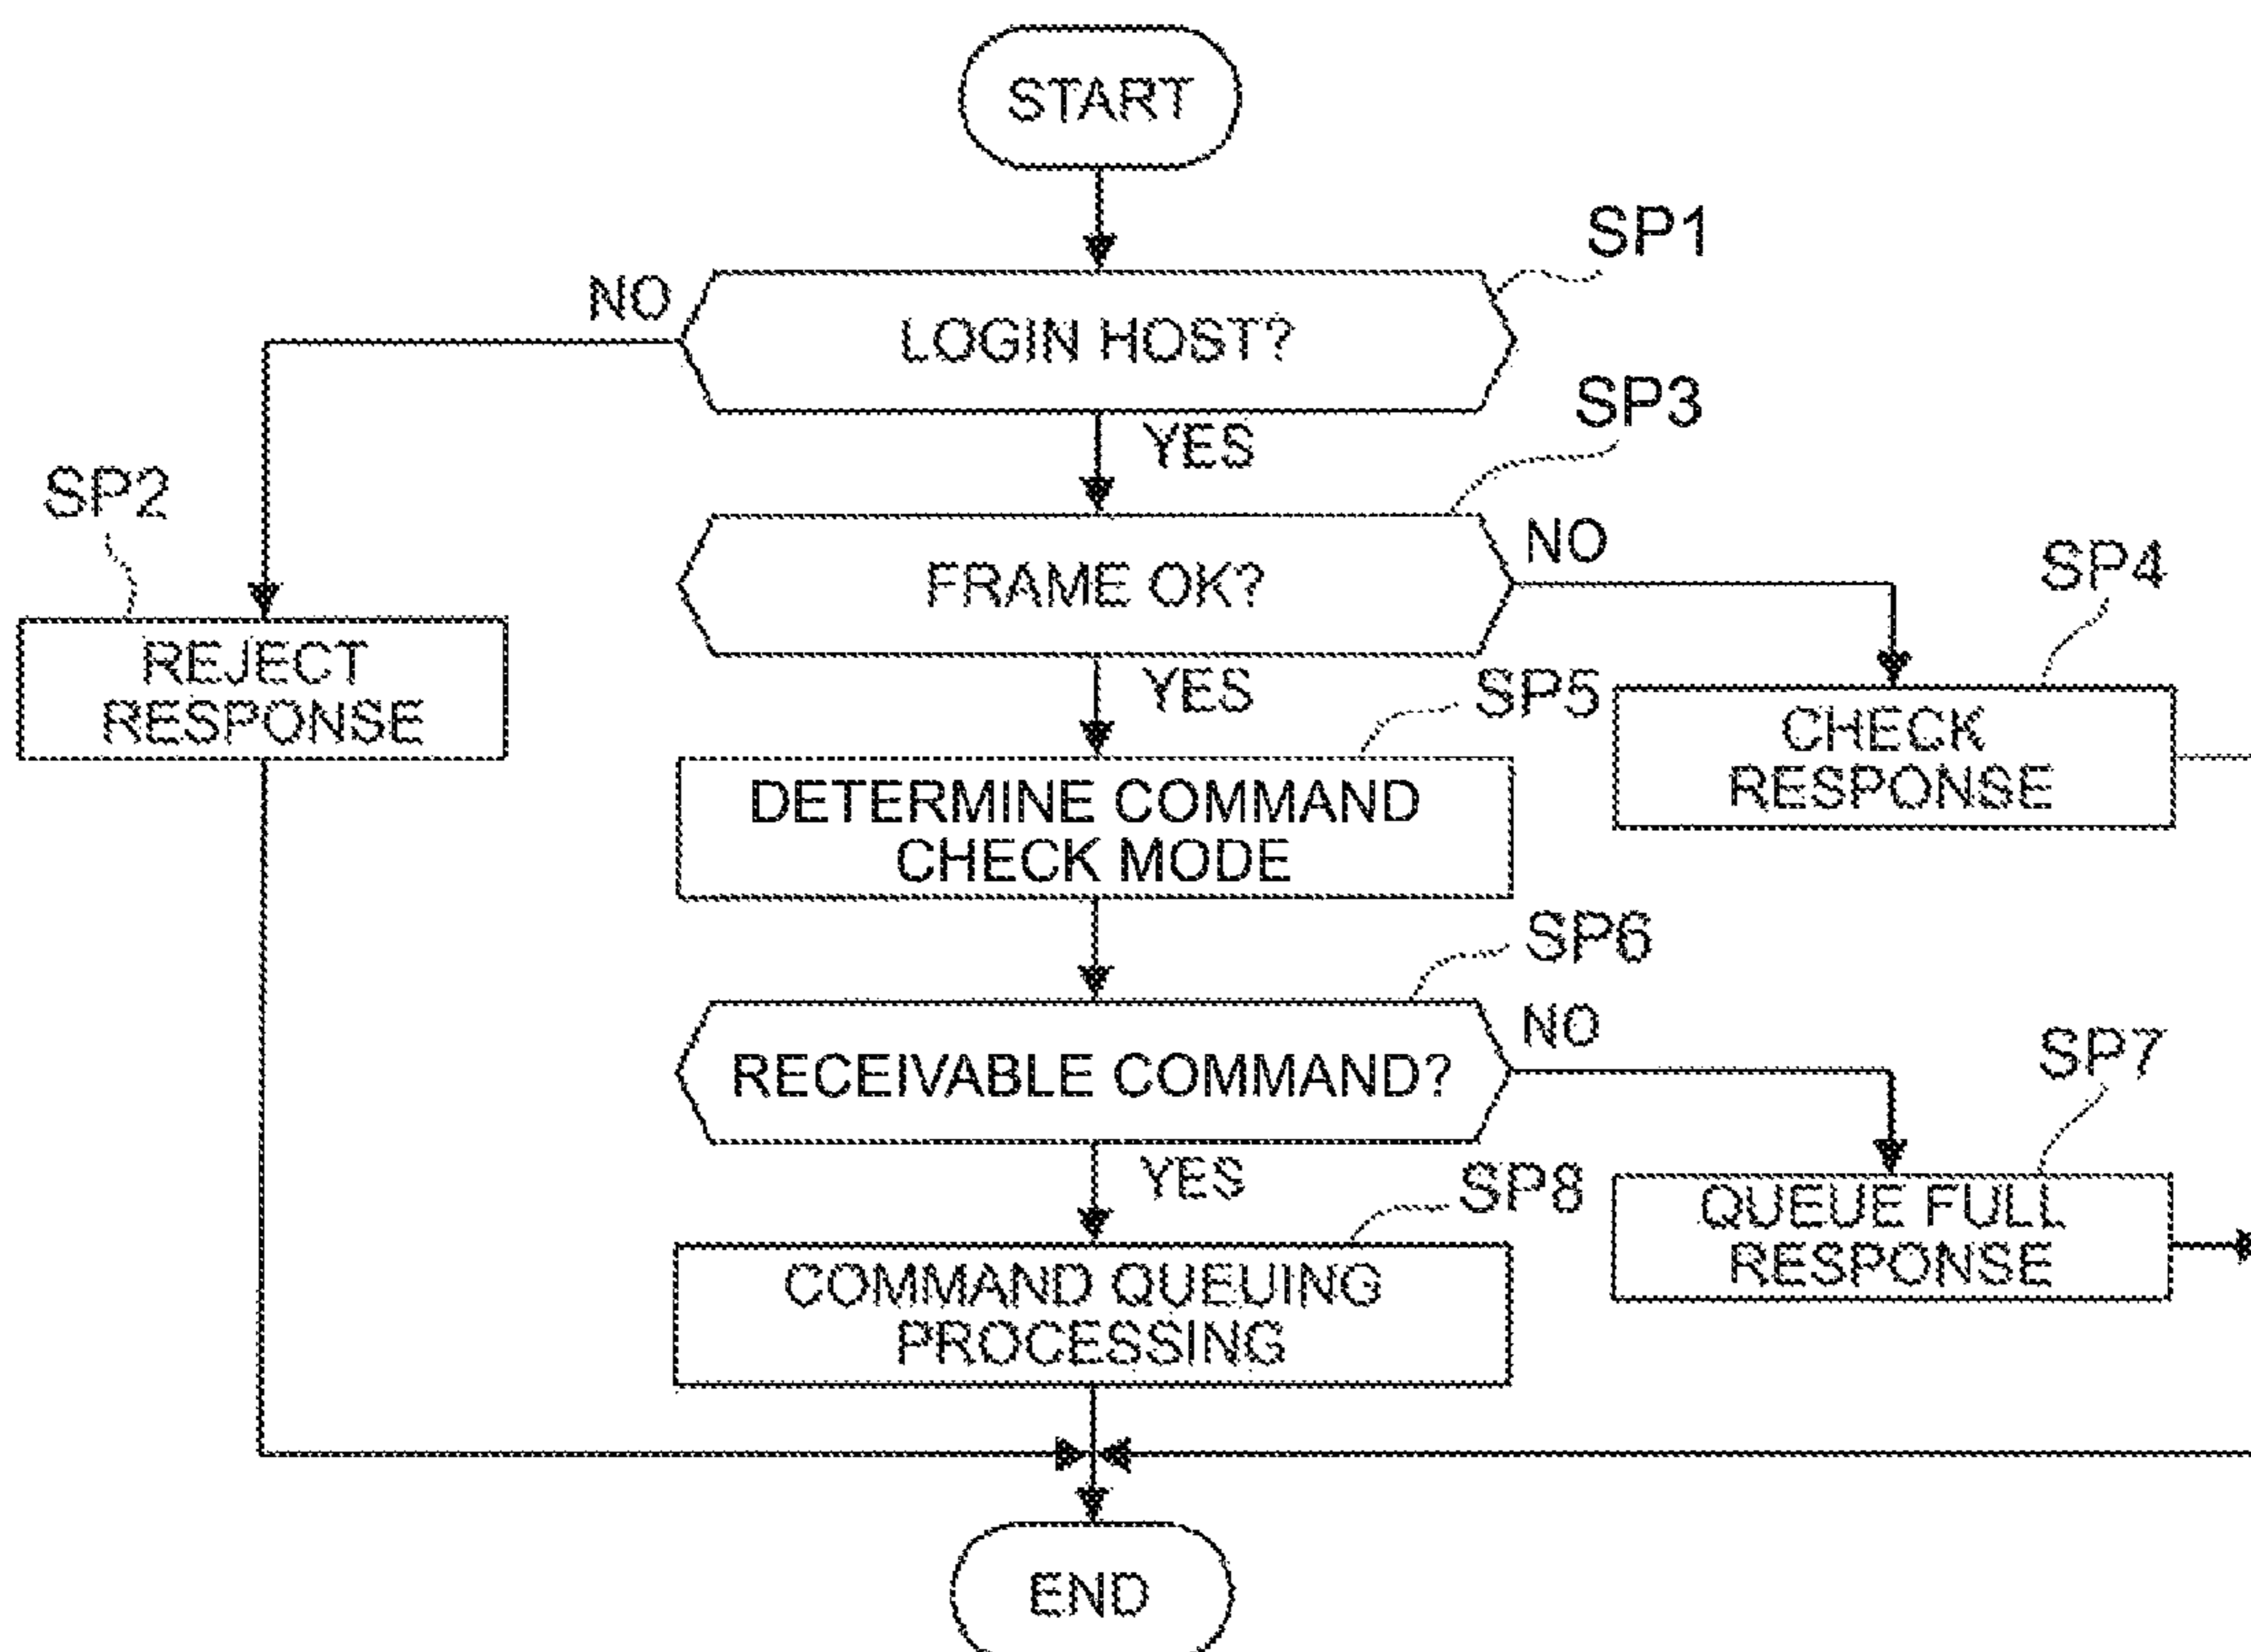 START
SP1
NO
LOGIN HOST?
SP3
YES
SP2
NO
FRAME OK?
SP4
REJECT
RESPONSE
YES
SP5
CHECK
RESPONSE
DETERMINE COMMAND
CHECK MODE
SP6
NO
RECEIVABLE COMMAND?
SP7
YES
SP8
QUEUE FULL
RESPONSE
COMMAND QUEUING
PROCESSING
END